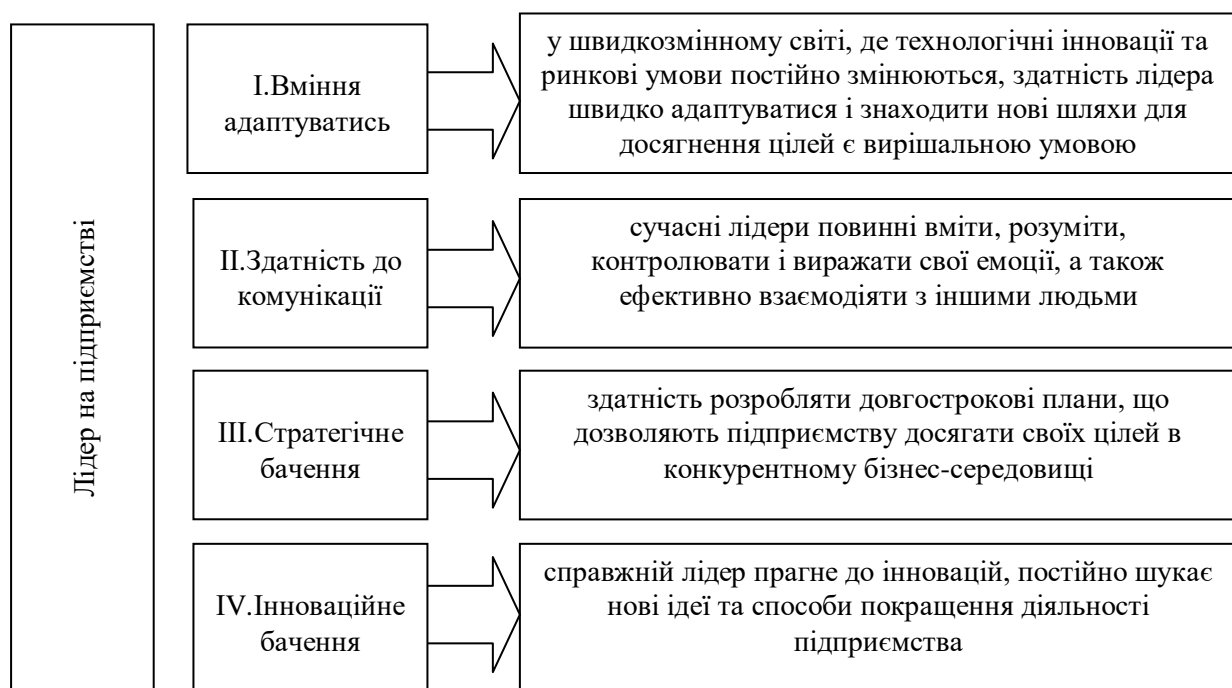 Лідер на підприємстві
І.Вміння
адаптуватись
у швидкозмінному світі, де технологічні інновації та
ринкові умови постійно змінюються, здатність лідера
швидко адаптуватися і знаходити нові шляхи для
досягнення цілей є вирішальною умовою
ІІ.Здатність до
комунікації
сучасні лідери повинні вміти, розуміти,
контролювати і виражати свої емоції, а також
ефективно взаємодіяти з іншими людьми
ІІІ.Стратегічне
бачення
здатність розробляти довгострокові плани, що
дозволяють підприємству досягати своїх цілей в
конкурентному бізнес-середовищі
IV.Інноваційне
бачення
справжній лідер прагне до інновацій, постійно шукає
нові ідеї та способи покращення діяльності
підприємства